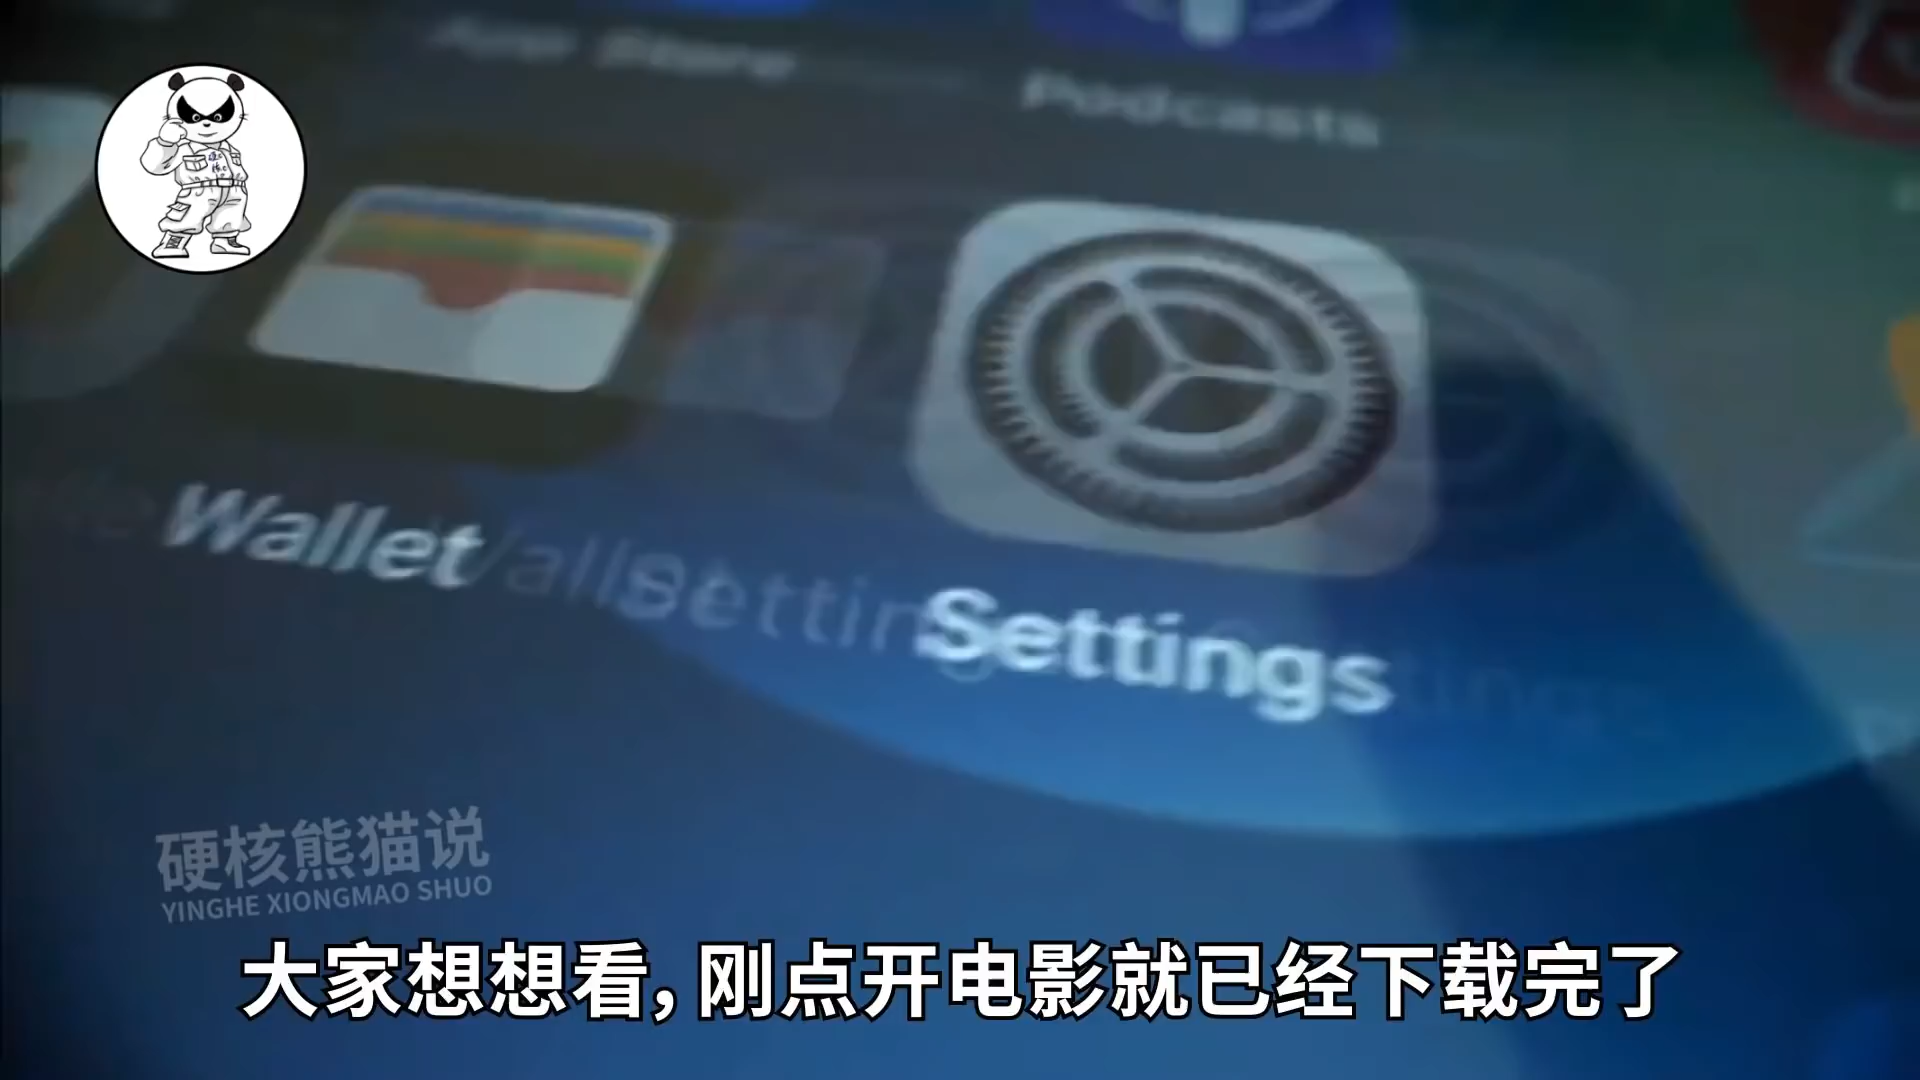 App Store
Podcasts
Wallet
Settings
硬核熊猫说
YINGHE XIONGMAO SHUO
大家想想看，刚点开电影就已经下载完了